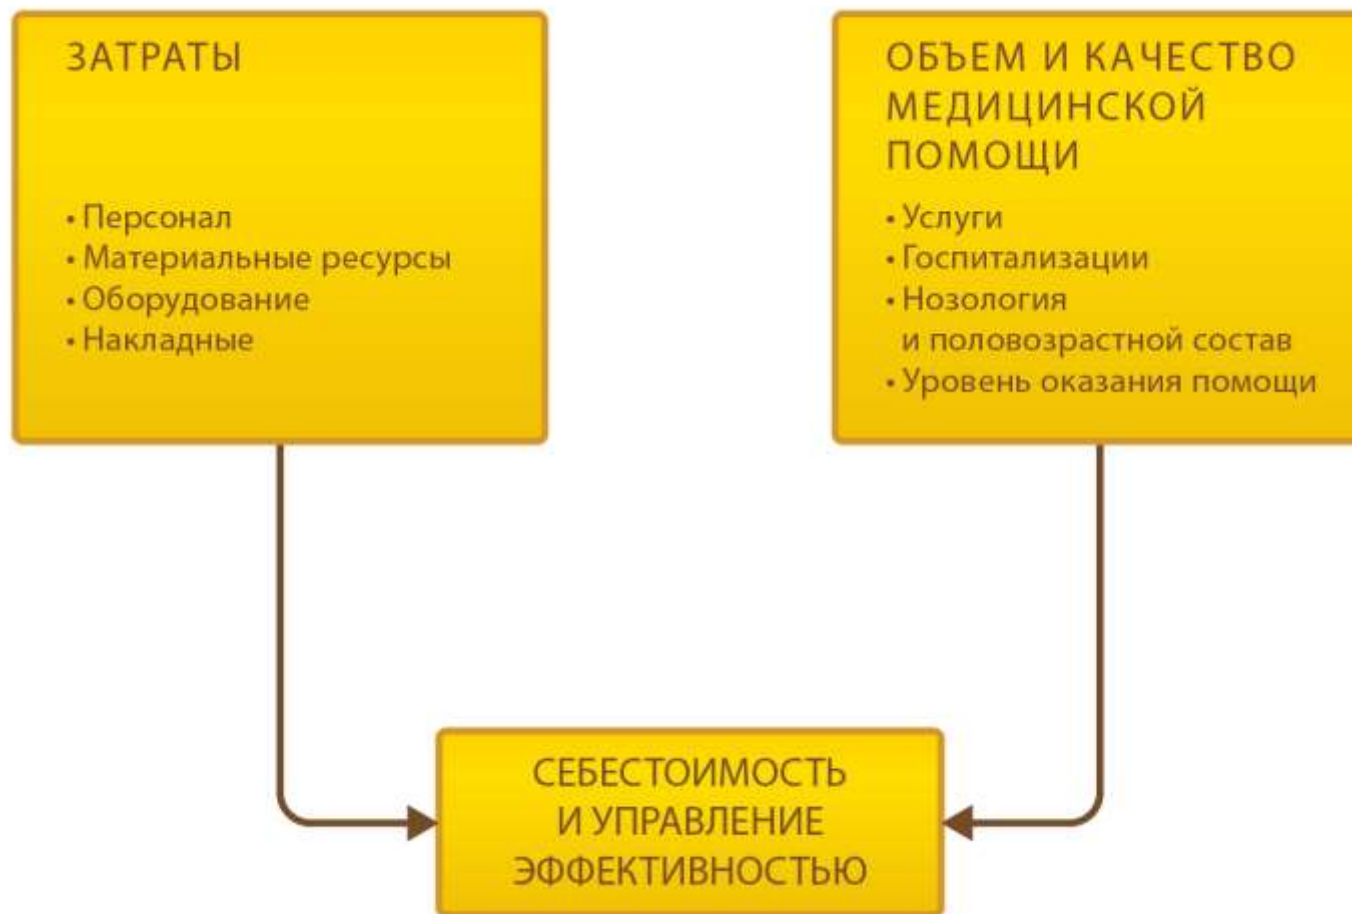 ЗАТРАТЫ
• Персонал
• Материальные ресурсы
• Оборудование
• Накладные
ОБЪЕМ И КАЧЕСТВО
МЕДИЦИНСКОЙ
ПОМОЩИ
• Услуги
• Госпитализации
• Нозология
и половозрастной состав
• Уровень оказания помощи
СЕБЕСТОИМОСТЬ
И УПРАВЛЕНИЕ
ЭФФЕКТИВНОСТЬЮ